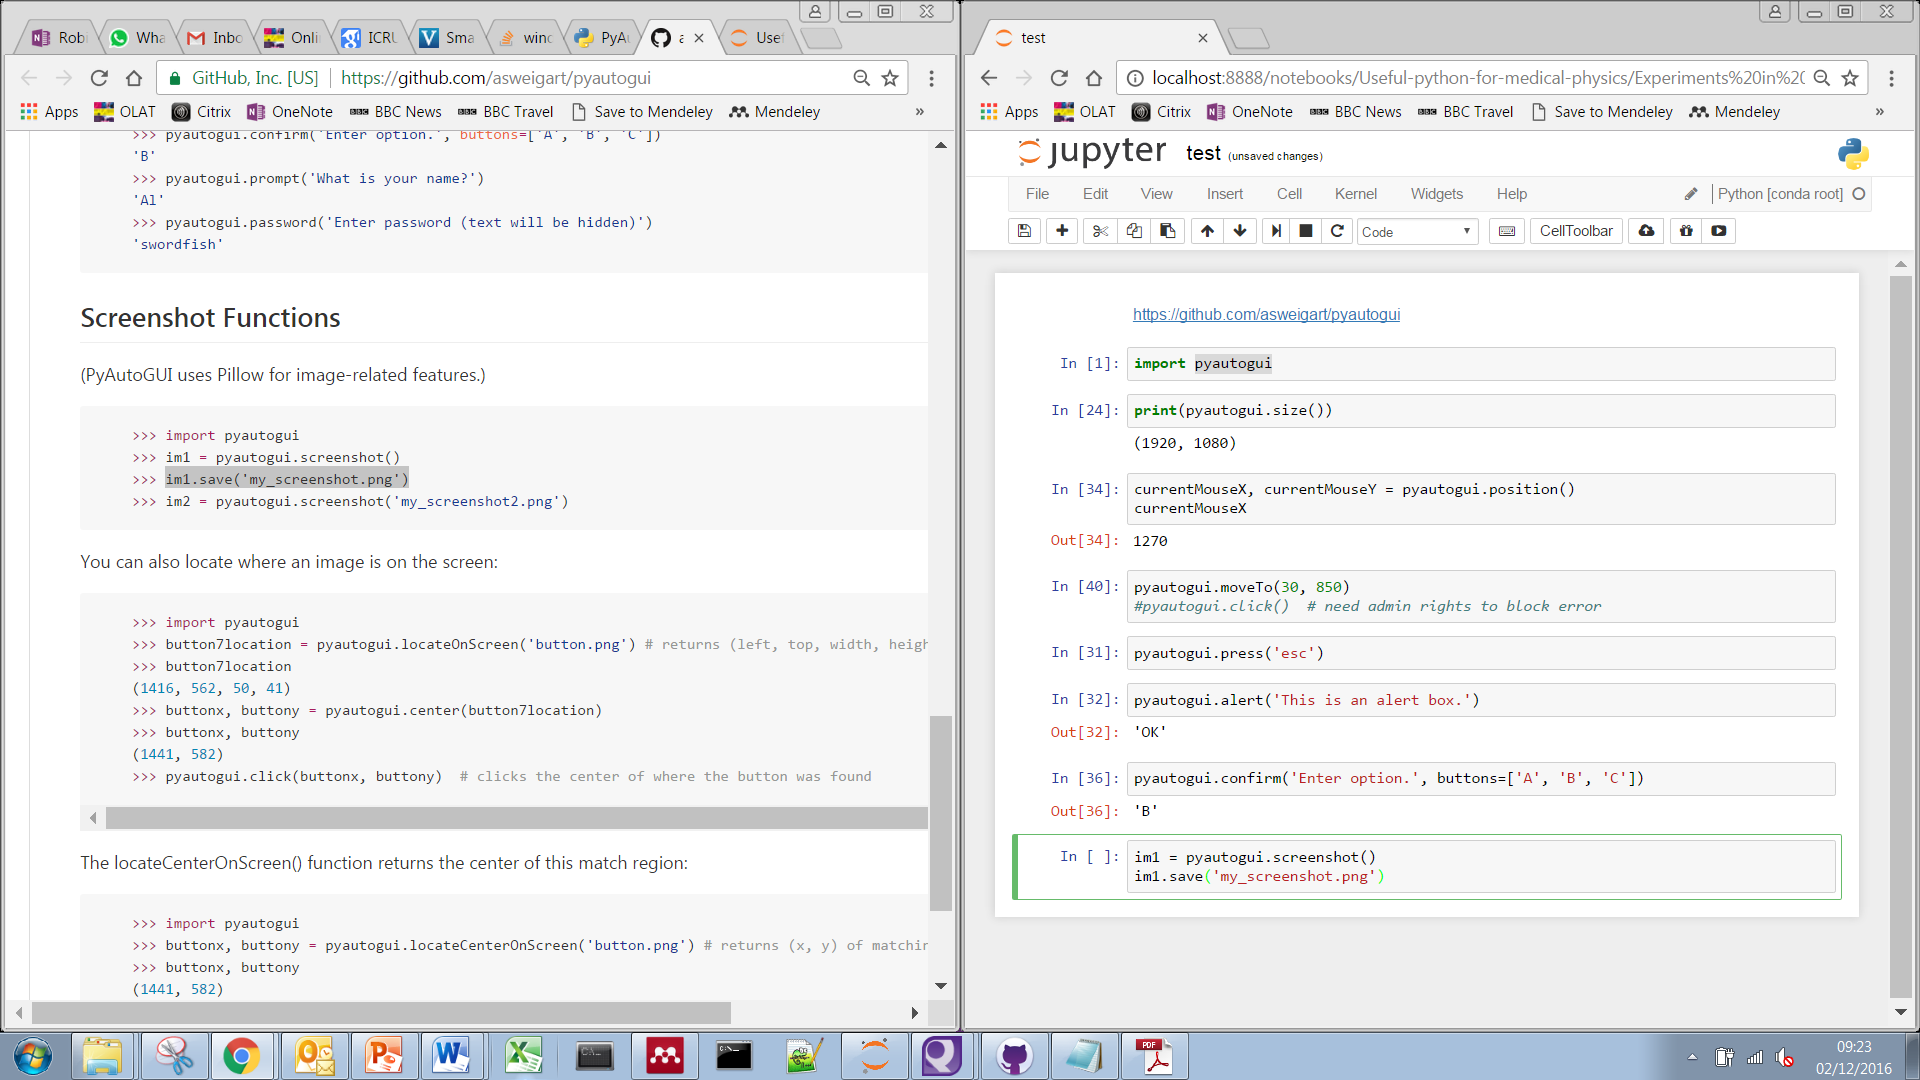 Robi
Wha
Inbo
Onli
ICRU
Sma
winc
PyAu
a
Usef
GitHub, Inc. [US]
https://github.com/asweigart/pyautogui
Apps
OLAT
Citrix
OneNote
BBC News
BBC Travel
Save to Mendeley
Mendeley
»
>>> pyautogui.confirm('Enter option.', buttons=['A', 'B', 'C'])
'B'
>>> pyautogui.prompt('What is your name?')
'Al'
>>> pyautogui.password('Enter password (text will be hidden)')
'swordfish'
Screenshot Functions
(PyAutoGUI uses Pillow for image-related features.)
>>> import pyautogui
>>> im1 = pyautogui.screenshot()
>>> im1.save('my_screenshot.png')
>>> im2 = pyautogui.screenshot('my_screenshot2.png')
You can also locate where an image is on the screen:
>>> import pyautogui
>>> button7location = pyautogui.locateOnScreen('button.png') # returns (left, top, width, heigh
>>> button7location
(1416, 562, 50, 41)
>>> buttonx, buttony = pyautogui.center(button7location)
>>> buttonx, buttony
(1441, 582)
>>> pyautogui.click(buttonx, buttony)  # clicks the center of where the button was found
The locateCenterOnScreen() function returns the center of this match region:
>>> import pyautogui
>>> buttonx, buttony = pyautogui.locateCenterOnScreen('button.png') # returns (x, y) of matchin
>>> buttonx, buttony
(1441, 582)
test
localhost:8888/notebooks/Useful-python-for-medical-physics/Experiments%20in%20
Apps
OLAT
Citrix
OneNote
BBC News
BBC Travel
Save to Mendeley
Mendeley
»
jupyter test (unsaved changes)
File
Edit
View
Insert
Cell
Kernel
Widgets
Help
Python [conda root]
Code
CellToolbar
https://github.com/asweigart/pyautogui
In [1]: import pyautogui
In [24]: print(pyautogui.size())
(1920, 1080)
In [34]: currentMouseX, currentMouseY = pyautogui.position()
currentMouseX
Out[34]: 1270
In [40]: pyautogui.moveTo(30, 850)
#pyautogui.click()  # need admin rights to block error
In [31]: pyautogui.press('esc')
In [32]: pyautogui.alert('This is an alert box.')
Out[32]: 'OK'
In [36]: pyautogui.confirm('Enter option.', buttons=['A', 'B', 'C'])
Out[36]: 'B'
In [ ]: im1 = pyautogui.screenshot()
im1.save('my_screenshot.png')
PDF
09:23
02/12/2016